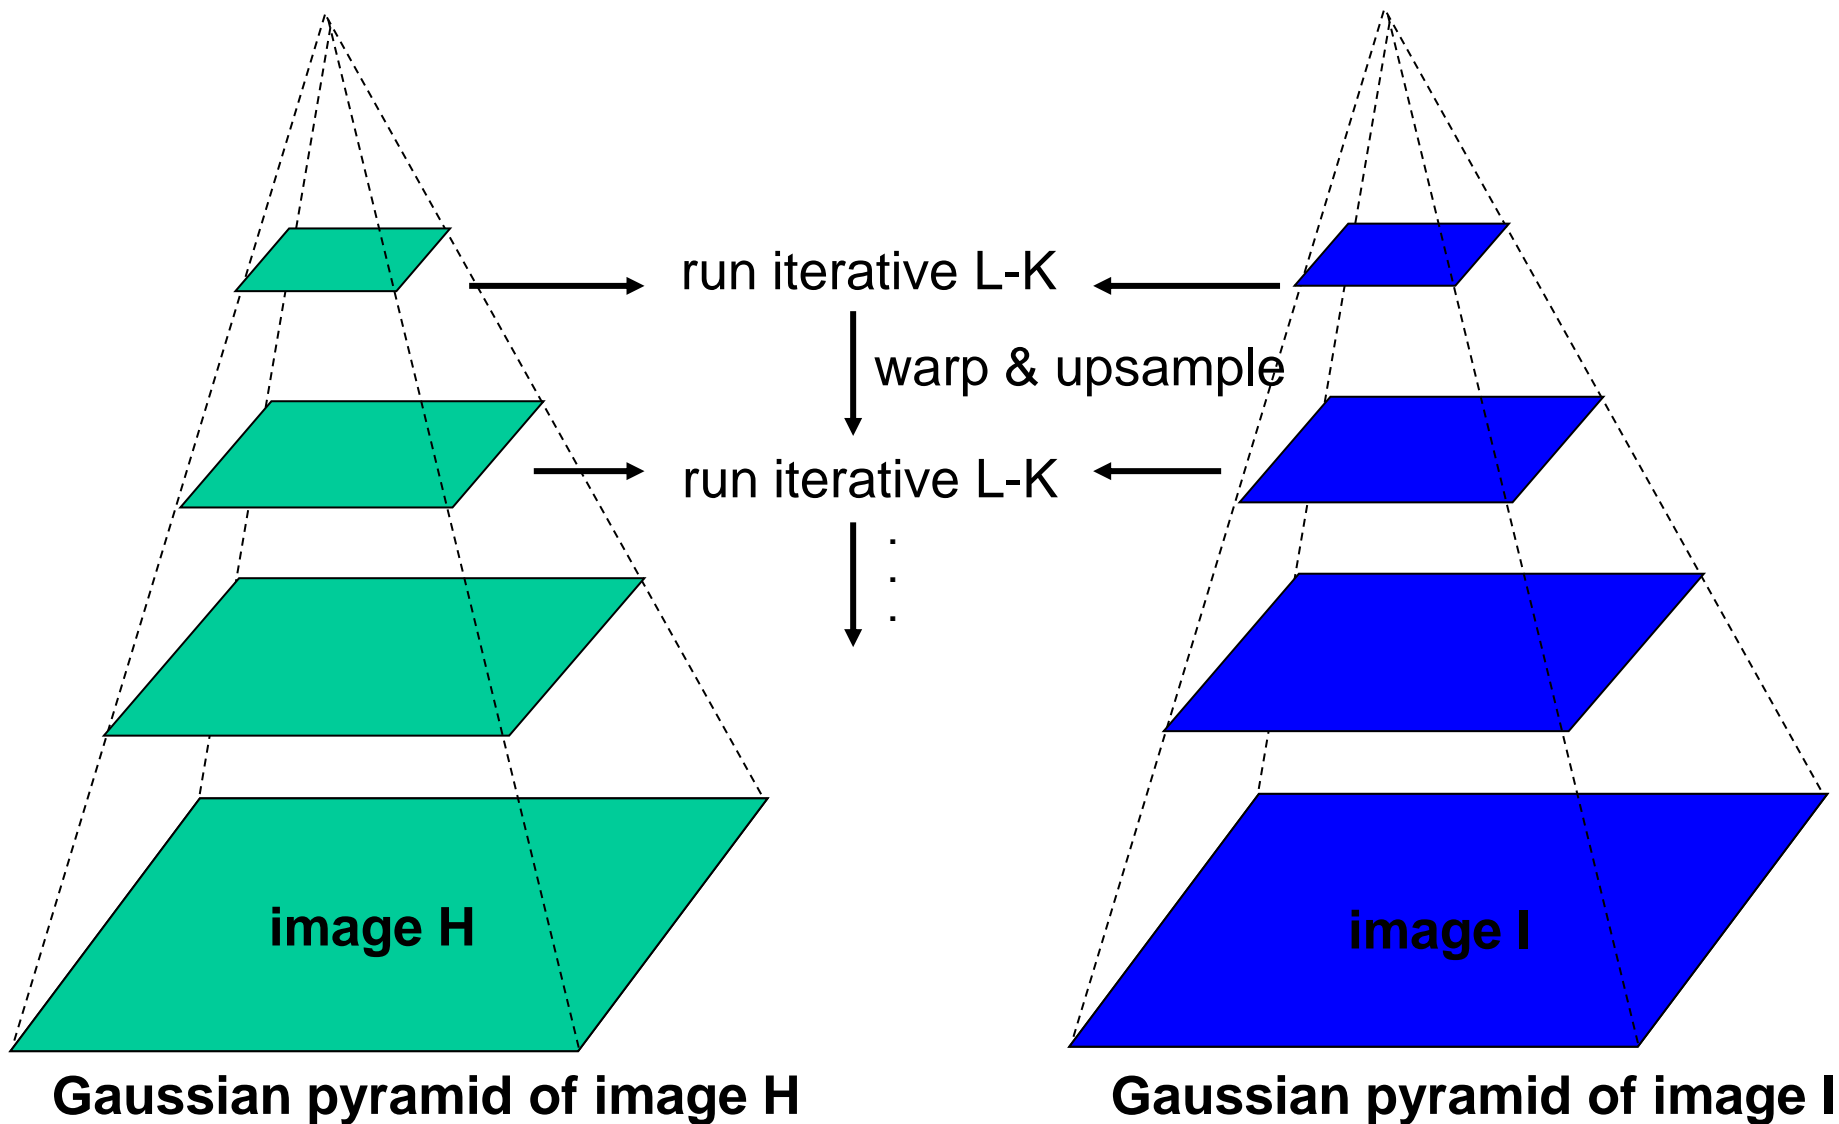 run iterative L-K
warp & upsample
run iterative L-K
.
.
.
image H
image I
Gaussian pyramid of image H
Gaussian pyramid of image I